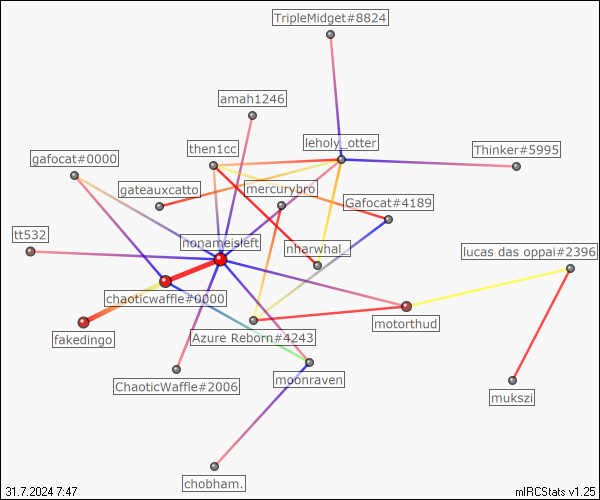 TripleMidget#8824
amah1246
then1cc
leholy_otter
gafocat#0000
Thinker#5995
gateauxcatto
mercurybro
Gafocat#4189
tt532
nonameisleft
nharwhal_
lucas das oppai#2396
chaoticwaffle#0000
fakedingo
Azure Reborn#4243
motorthud
ChaoticWaffle#2006
moonraven
mukszi
chobham.
31.7.2024 7:47
mIRCStats v1.25